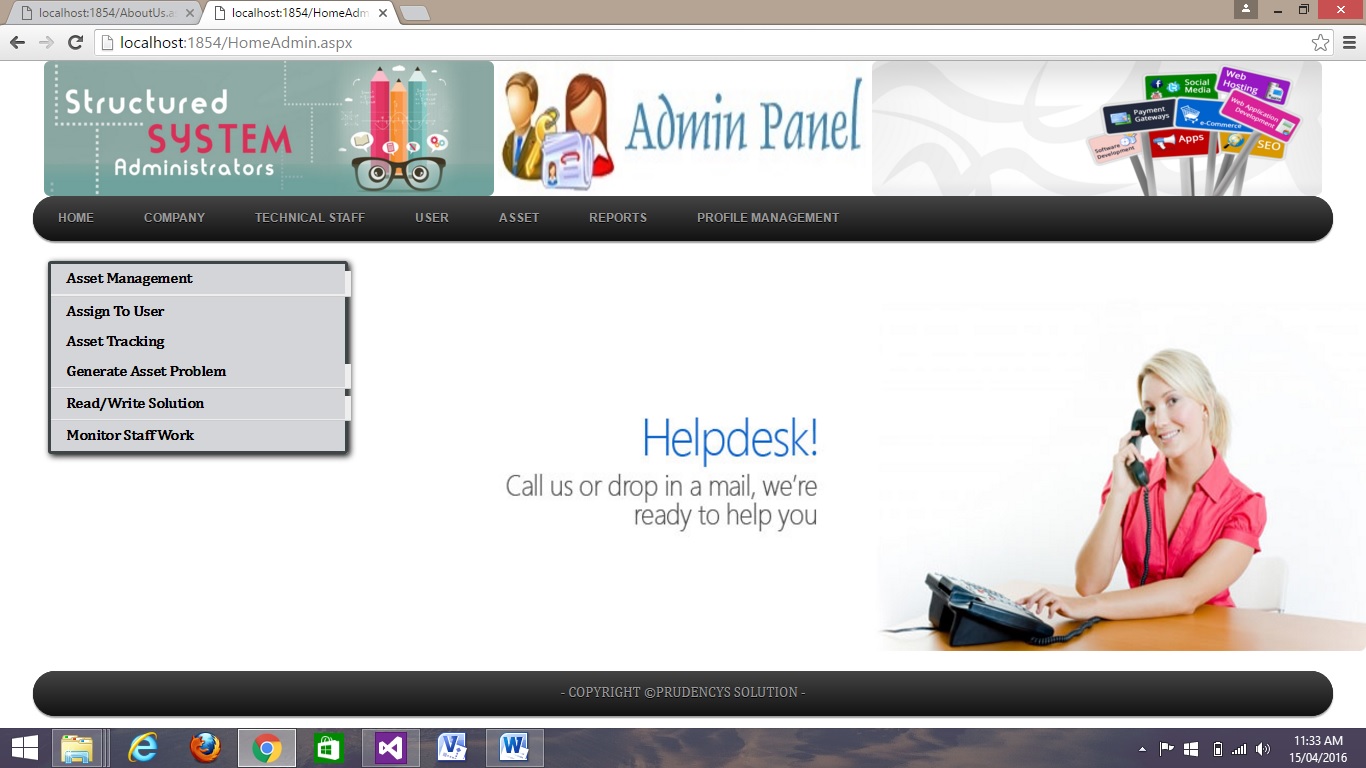 localhost:1854/AboutUs.as
localhost:1854/HomeAdm
localhost:1854/HomeAdmin.aspx
Structured
SYSTEM
Administrators
Admin Panel
Social Media
Web Hosting
Payment Gateways
e-Commerce
Web Application Development
Software Development
Apps
SEO
HOME COMPANY TECHNICAL STAFF USER ASSET REPORTS PROFILE MANAGEMENT
Asset Management
Assign To User
Asset Tracking
Generate Asset Problem
Read/Write Solution
Monitor Staff Work
Helpdesk!
Call us or drop in a mail, we're
ready to help you
- COPYRIGHT ©PRUDENCYS SOLUTION -
11:33 AM
15/04/2016